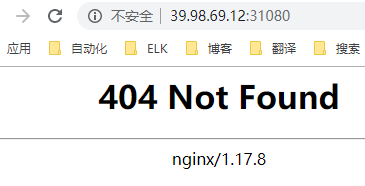 不安全 | 39.98.69.12:31080
应用 自动化 ELK 博客 翻译 搜索
404 Not Found
nginx/1.17.8